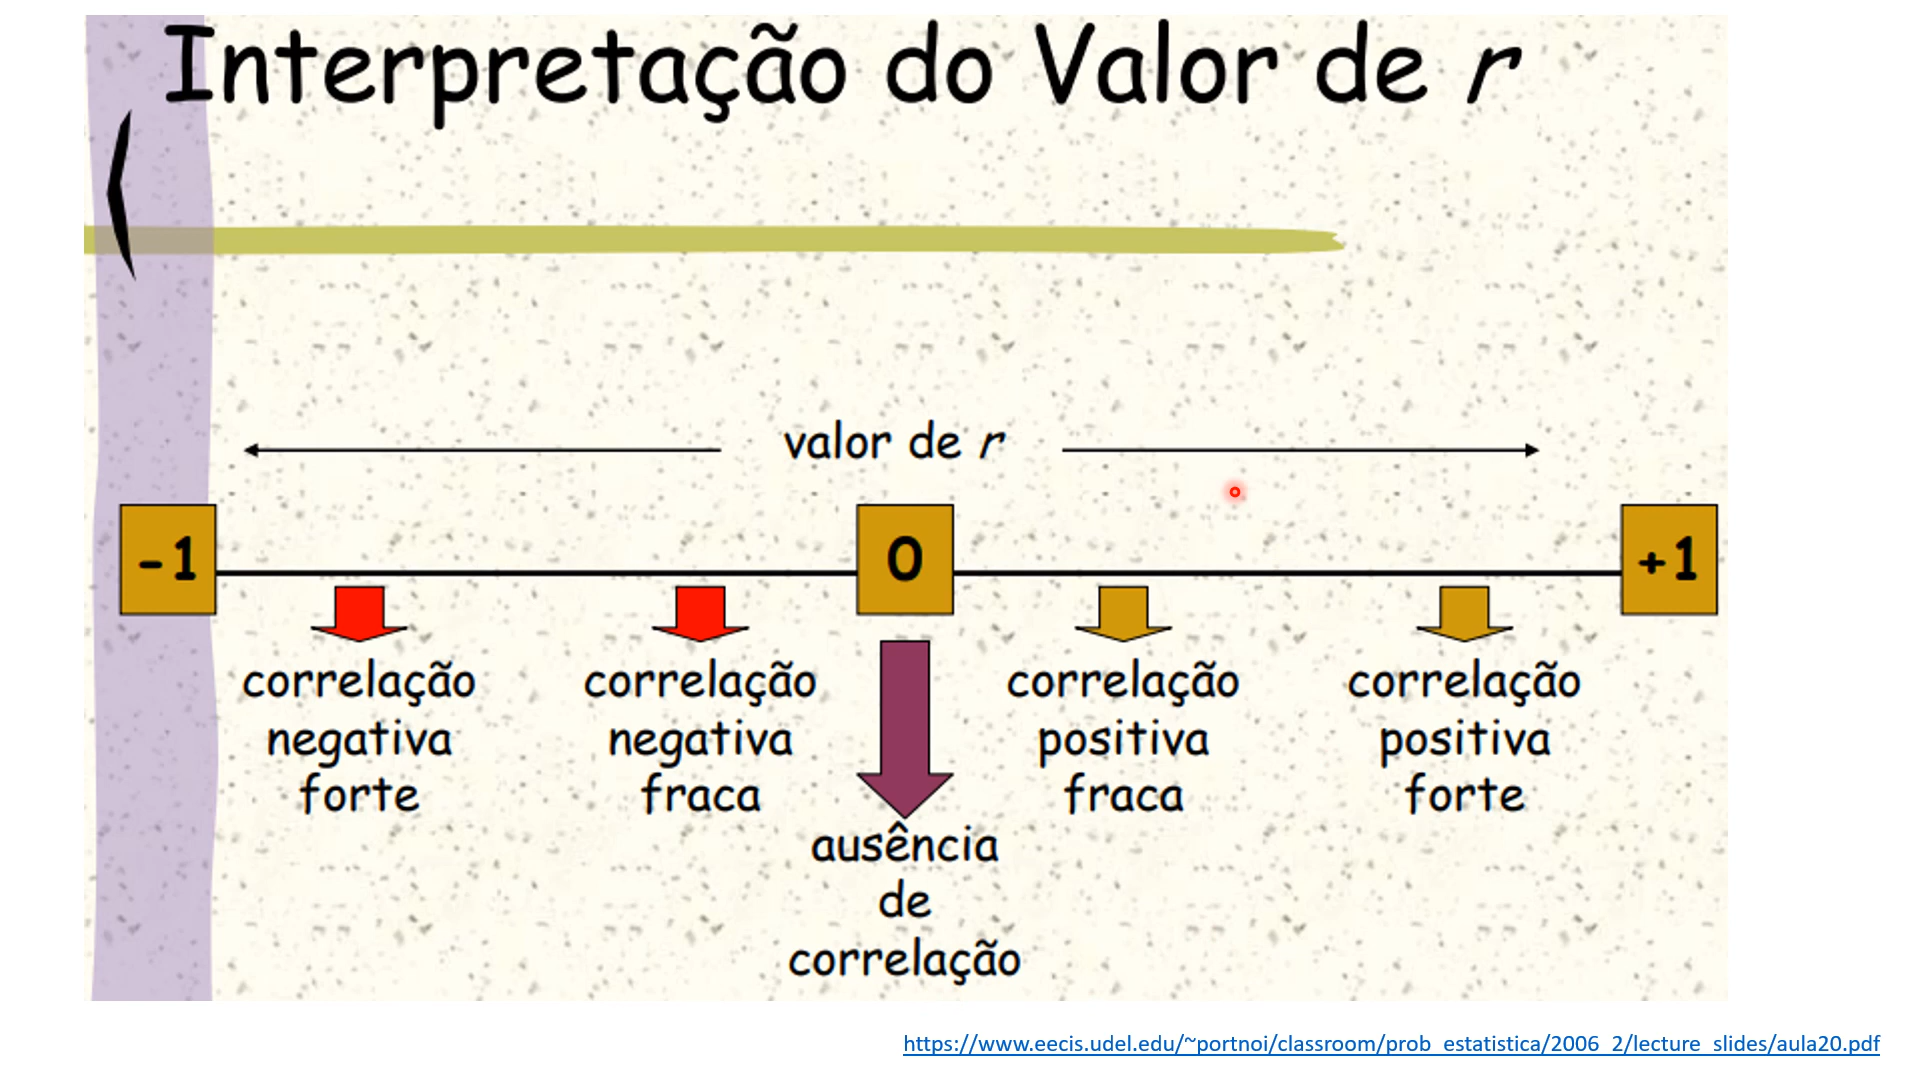 Interpretação do Valor de r
valor de r
-1
0
+1
correlação
negativa
forte
correlação
negativa
fraca
ausência
de
correlação
correlação
positiva
fraca
correlação
positiva
forte
https://www.eecis.udel.edu/~portnoi/classroom/prob_estatistica/2006_2/lecture_slides/aula20.pdf